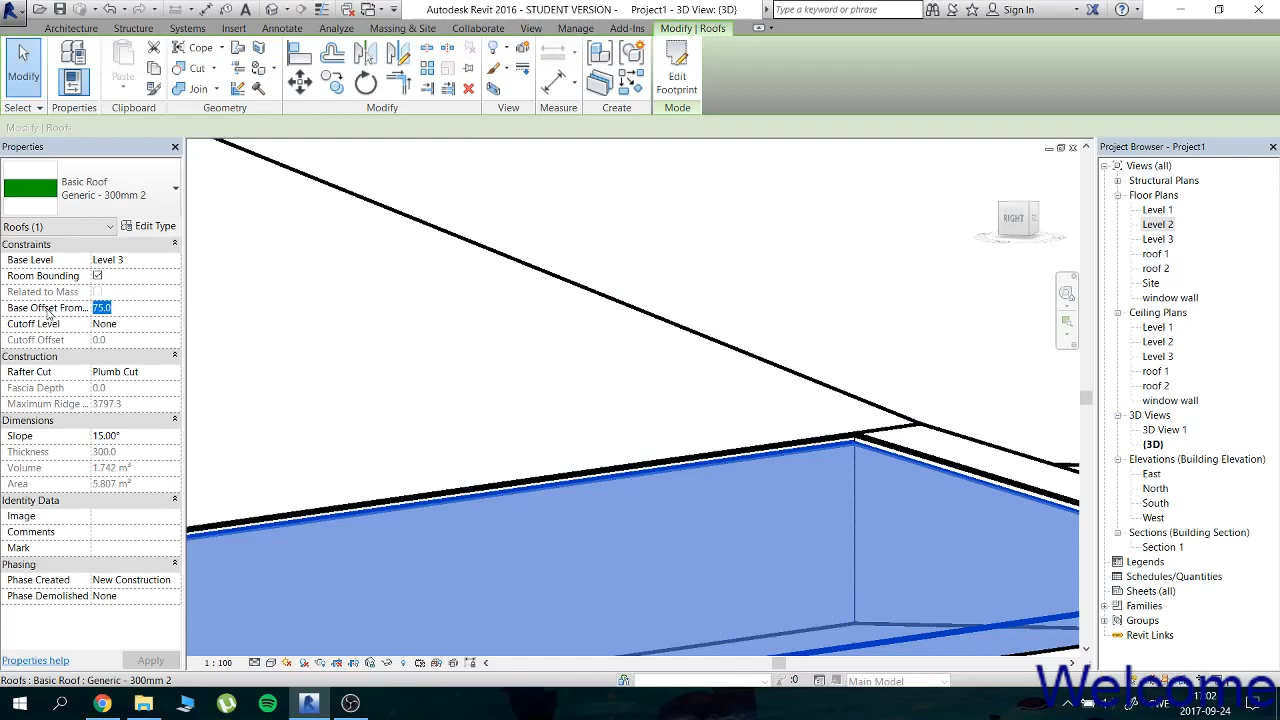 Autodesk Revit 2016 - STUDENT VERSION - Project1 - 3D View: {3D}
Type a keyword or phrase
Sign In
Architecture Structure Systems Insert Annotate Analyze Massing & Site Collaborate View Manage Add-Ins Modify | Roofs
Modify
Paste
Cope
Cut
Join
Edit
Footprint
Select Properties Clipboard Geometry Modify View Measure Create Mode
Modify | Roofs
Properties
Basic Roof
Generic - 300mm 2
Roofs (1)
Edit Type
Constraints
Base Level Level 3
Room Bounding
Related to Mass
Base Offset From... 75.0
Cutoff Level None
Cutoff Offset 0.0
Construction
Rafter Cut Plumb Cut
Fascia Depth 0.0
Maximum Ridge ... 3797.3
Dimensions
Slope 15.00°
Thickness 300.0
Volume 1.742 m³
Area 5.807 m²
Identity Data
Image
Comments
Mark
Phasing
Phase Created New Construction
Phase Demolished None
Properties help
Apply
RIGHT
Project Browser - Project1
Views (all)
Structural Plans
Floor Plans
Level 1
Level 2
Level 3
roof 1
roof 2
Site
window wall
Ceiling Plans
Level 1
Level 2
Level 3
roof 1
roof 2
window wall
3D Views
3D View 1
{3D}
Elevations (Building Elevation)
East
North
South
West
Sections (Building Section)
Section 1
Legends
Schedules/Quantities
Sheets (all)
Families
Groups
Revit Links
1 : 100
Roofs : Basic Roof : Generic - 300mm 2
:0
Main Model
Welcome
17:02
SWE
2017-09-24